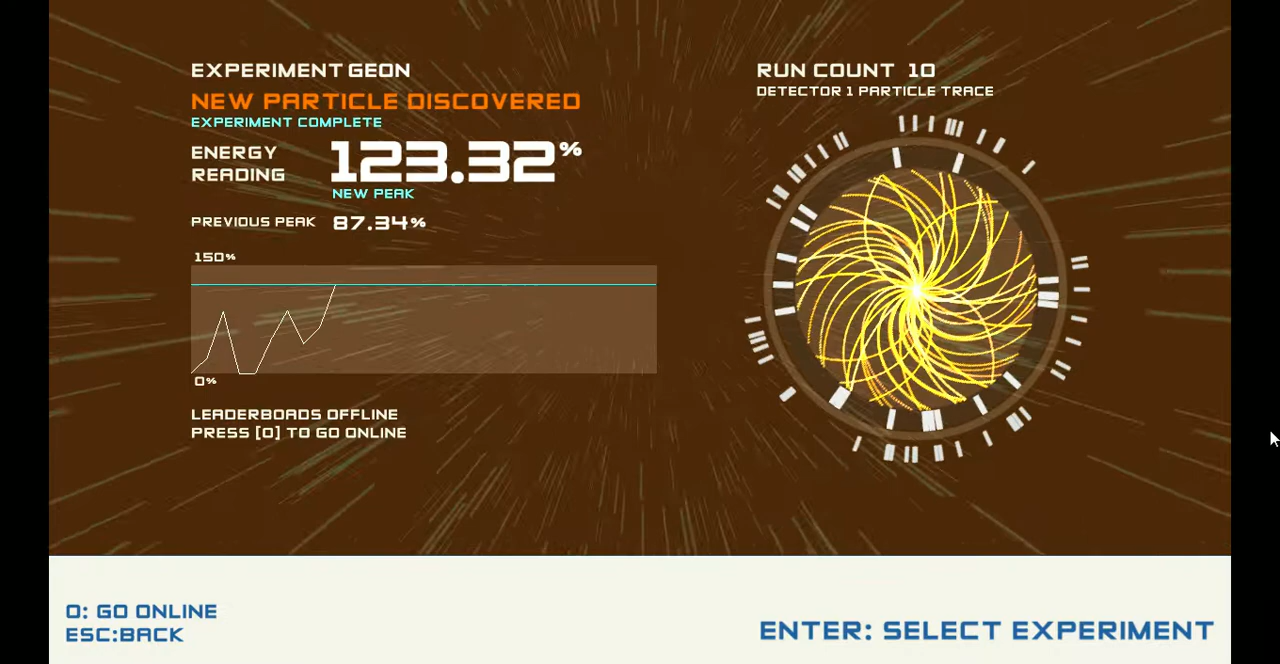 EXPERIMENT GEON
NEW PARTICLE DISCOVERED
EXPERIMENT COMPLETE
ENERGY
READING
123.32%
NEW PEAK
PREVIOUS PEAK 87.34%
150%
0%
LEADERBOADS OFFLINE
PRESS [O] TO GO ONLINE
RUN COUNT 10
DETECTOR 1 PARTICLE TRACE
O: GO ONLINE
ESC:BACK
ENTER: SELECT EXPERIMENT